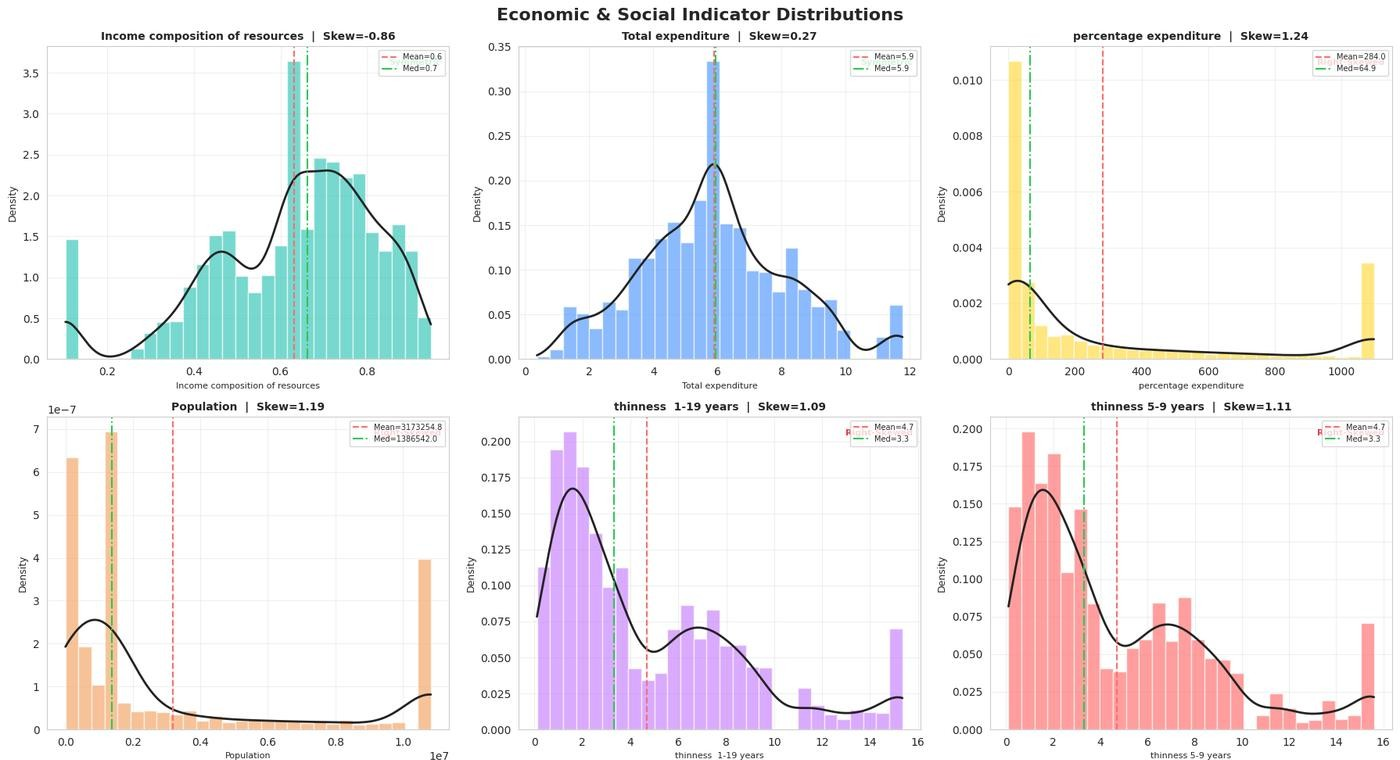 Economic & Social Indicator Distributions
Income composition of resources | Skew=-0.86
Mean=0.6
Med=0.7
Density
3.5
3.0
2.5
2.0
1.5
1.0
0.5
0.0
0.2 0.4 0.6 0.8
Income composition of resources
Total expenditure | Skew=0.27
Mean=5.9
Med=5.9
Density
0.35
0.30
0.25
0.20
0.15
0.10
0.05
0.00
0 2 4 6 8 10 12
Total expenditure
percentage expenditure | Skew=1.24
Mean=284.0
Med=64.9
Density
0.010
0.008
0.006
0.004
0.002
0.000
0 200 400 600 800 1000
percentage expenditure
Population | Skew=1.19
1e−7
Mean=3173254.8
Med=1386542.0
Density
7
6
5
4
3
2
1
0
0.0 0.2 0.4 0.6 0.8 1.0
1e7
Population
thinness 1-19 years | Skew=1.09
Mean=4.7
Med=3.3
Density
0.200
0.175
0.150
0.125
0.100
0.075
0.050
0.025
0.000
0 2 4 6 8 10 12 14 16
thinness 1-19 years
thinness 5-9 years | Skew=1.11
Mean=4.7
Med=3.3
Density
0.200
0.175
0.150
0.125
0.100
0.075
0.050
0.025
0.000
0 2 4 6 8 10 12 14 16
thinness 5-9 years